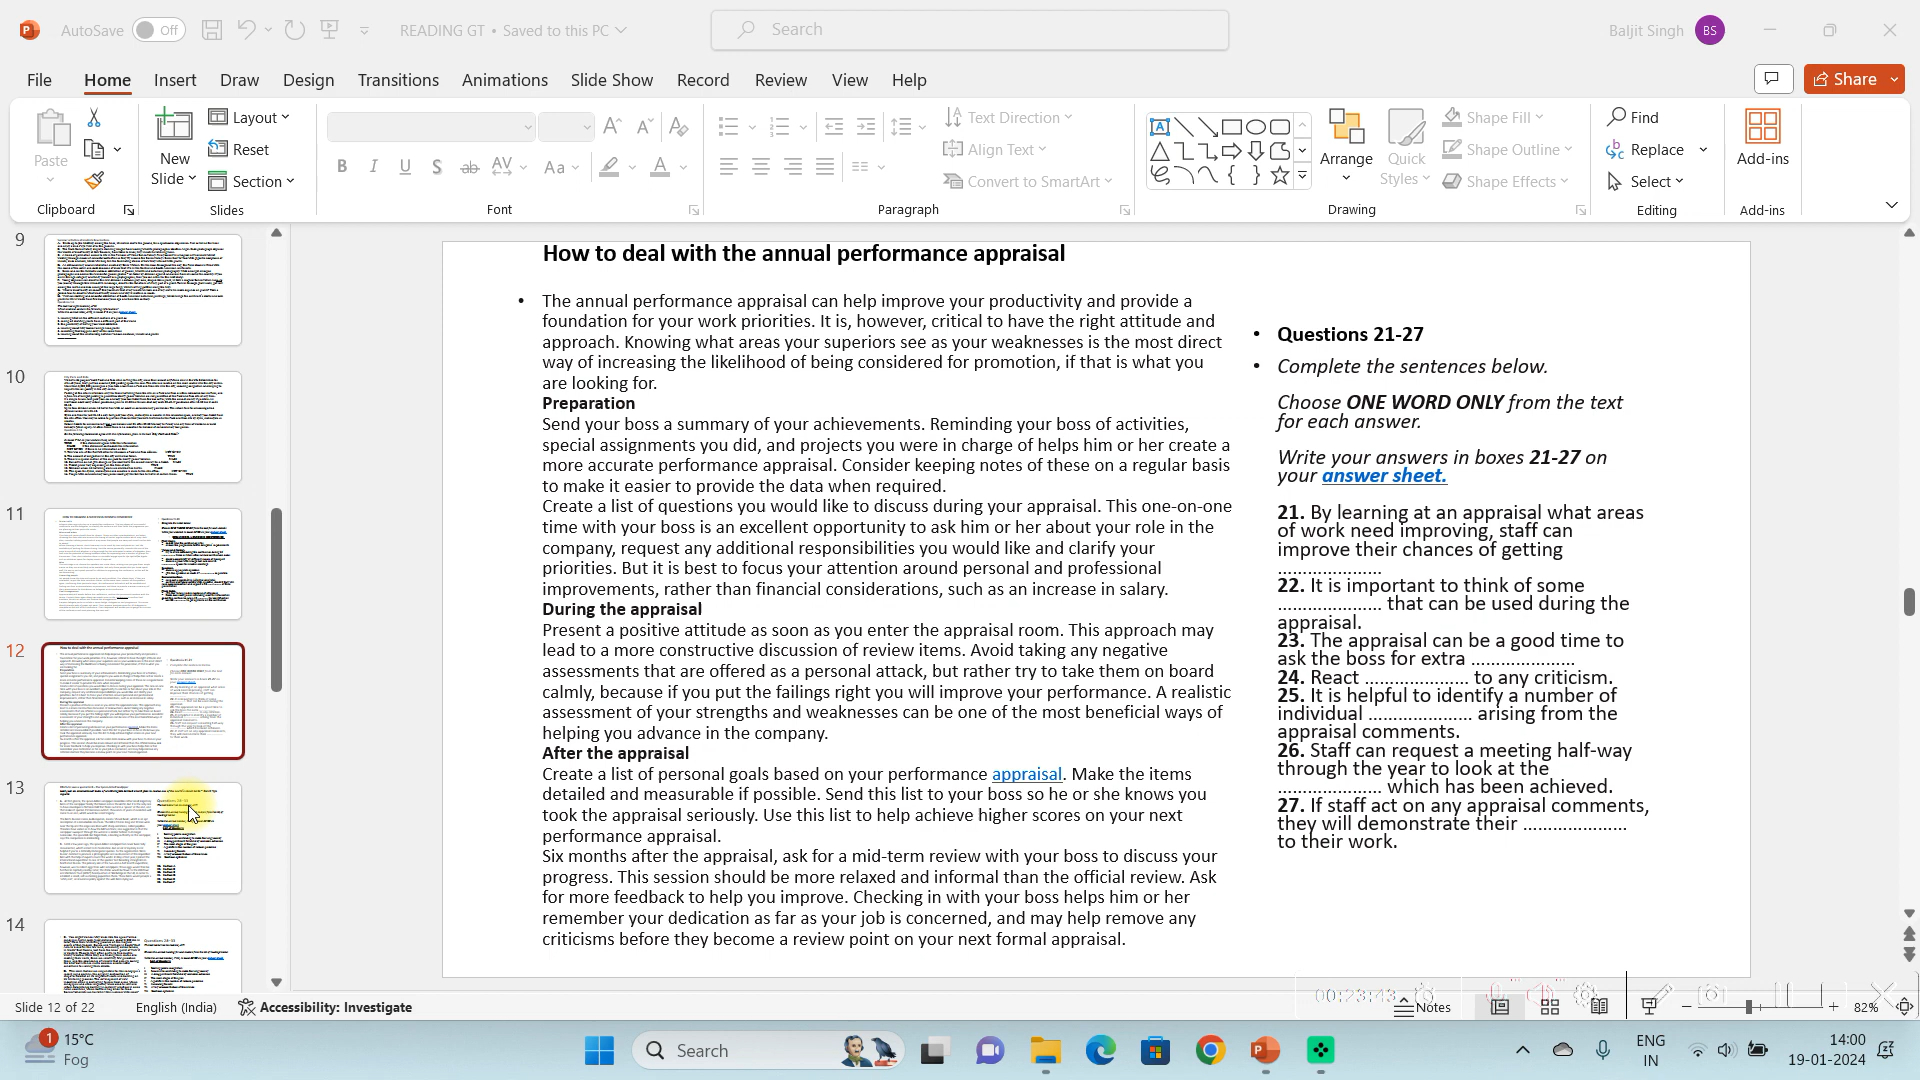 AutoSave Off
READING GT • Saved to this PC
Search
Baljit Singh BS
File Home Insert Draw Design Transitions Animations Slide Show Record Review View Help
Share
Paste
Clipboard
New Slide
Layout
Reset
Section
Slides
Font
Paragraph
Text Direction
Align Text
Convert to SmartArt
Arrange
Quick Styles
Shape Fill
Shape Outline
Shape Effects
Drawing
Find
Replace
Select
Editing
Add-ins
Add-ins
9
10
11
12
13
14
How to deal with the annual performance appraisal
• The annual performance appraisal can help improve your productivity and provide a
foundation for your work priorities. It is, however, critical to have the right attitude and
approach. Knowing what areas your superiors see as your weaknesses is the most direct
way of increasing the likelihood of being considered for promotion, if that is what you
are looking for.
Preparation
Send your boss a summary of your achievements. Reminding your boss of activities,
special assignments you did, and projects you were in charge of helps him or her create a
more accurate performance appraisal. Consider keeping notes of these on a regular basis
to make it easier to provide the data when required.
Create a list of questions you would like to discuss during your appraisal. This one-on-one
time with your boss is an excellent opportunity to ask him or her about your role in the
company, request any additional responsibilities you would like and clarify your
priorities. But it is best to focus your attention around personal and professional
improvements, rather than financial considerations, such as an increase in salary.
During the appraisal
Present a positive attitude as soon as you enter the appraisal room. This approach may
lead to a more constructive discussion of review items. Avoid taking any negative
assessments that are offered as a personal attack, but rather try to take them on board
calmly, because if you put the failings right you will improve your performance. A realistic
assessment of your strengths and weaknesses can be one of the most beneficial ways of
helping you advance in the company.
After the appraisal
Create a list of personal goals based on your performance appraisal. Make the items
detailed and measurable if possible. Send this list to your boss so he or she knows you
took the appraisal seriously. Use this list to help achieve higher scores on your next
performance appraisal.
Six months after the appraisal, ask for a mid-term review with your boss to discuss your
progress. This session should be more relaxed and informal than the official review. Ask
for more feedback to help you improve. Checking in with your boss helps him or her
remember your dedication as far as your job is concerned, and may help remove any
criticisms before they become a review point on your next formal appraisal.
• Questions 21-27
• Complete the sentences below.
Choose ONE WORD ONLY from the text
for each answer.
Write your answers in boxes 21-27 on
your answer sheet.
21. By learning at an appraisal what areas
of work need improving, staff can
improve their chances of getting
....................
22. It is important to think of some
.................... that can be used during the
appraisal.
23. The appraisal can be a good time to
ask the boss for extra ....................
24. React .................... to any criticism.
25. It is helpful to identify a number of
individual .................... arising from the
appraisal comments.
26. Staff can request a meeting half-way
through the year to look at the
.................... which has been achieved.
27. If staff act on any appraisal comments,
they will demonstrate their ....................
to their work.
Slide 12 of 22 English (India) Accessibility: Investigate
00:23:43
Notes
82%
1
15°C
Fog
Search
ENG
IN
14:00
19-01-2024